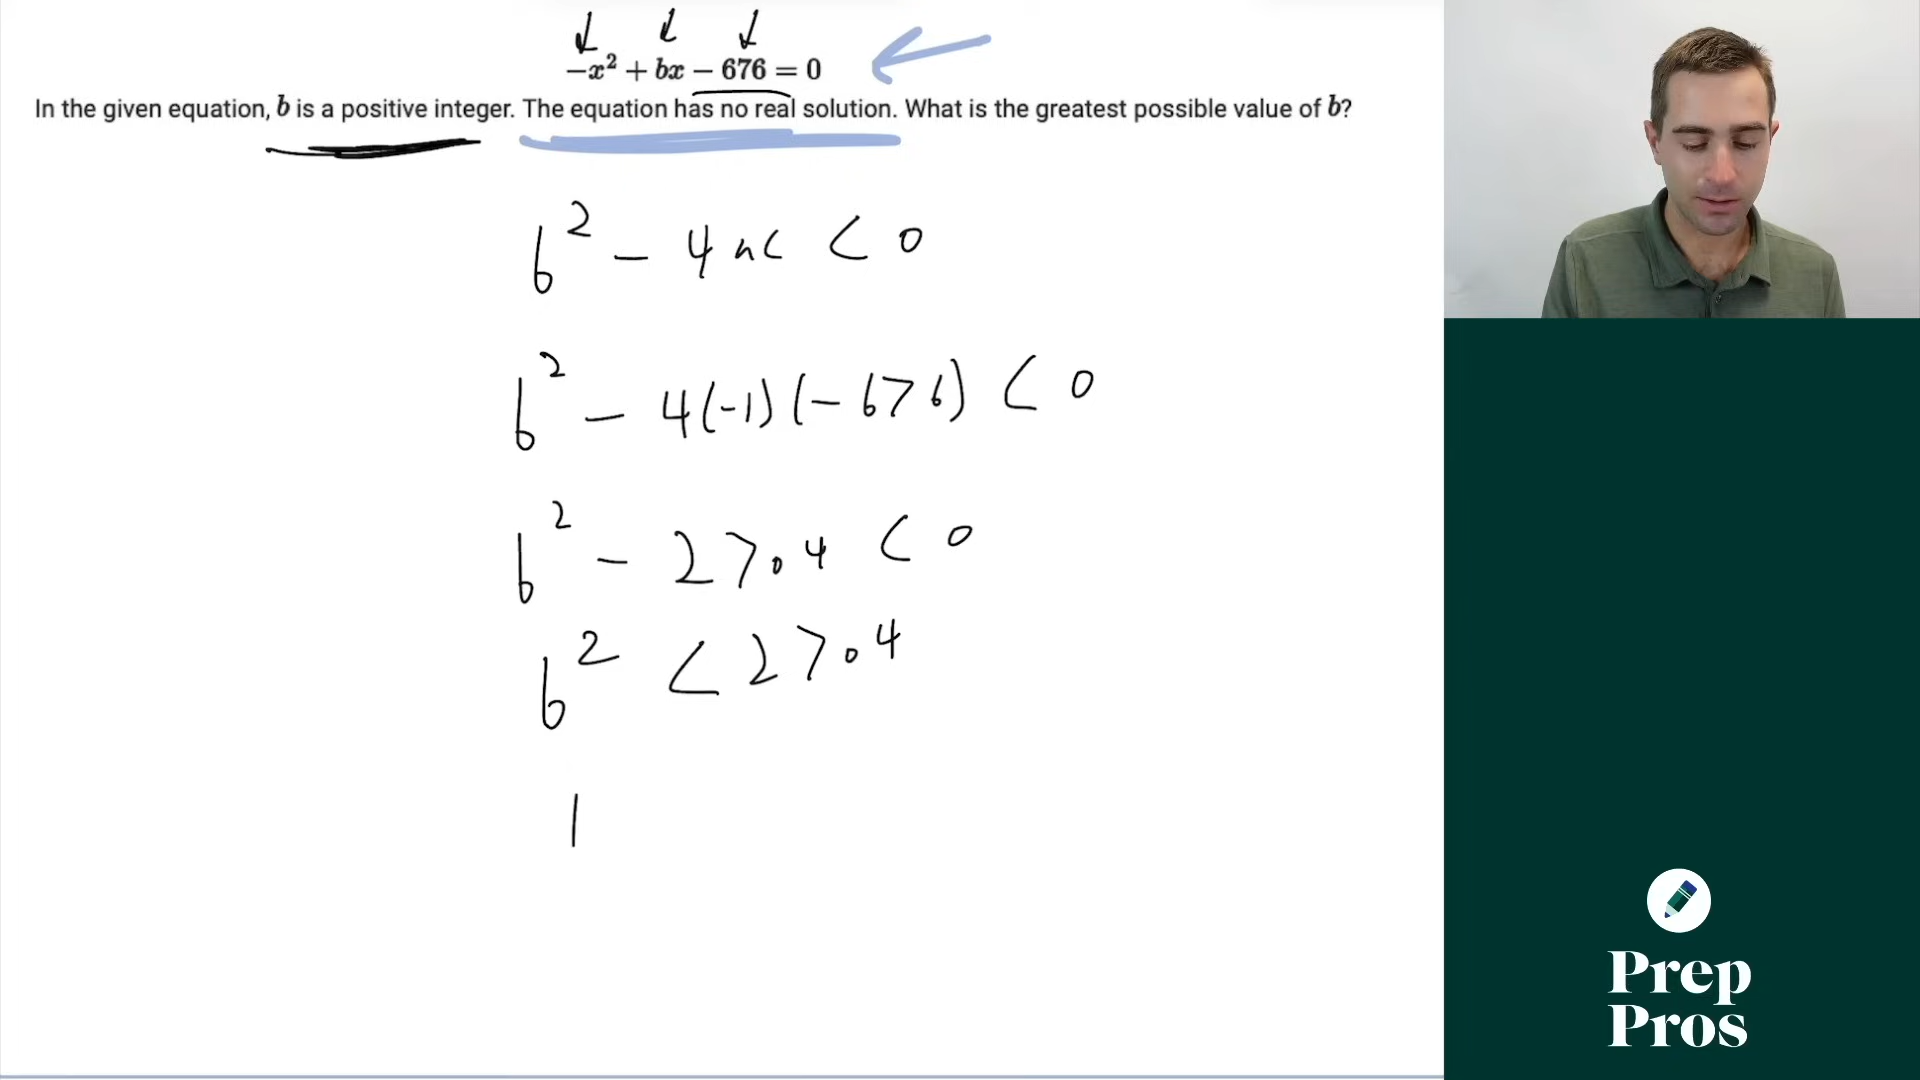 −x² + bx − 676 = 0
In the given equation, b is a positive integer. The equation has no real solution. What is the greatest possible value of b?
b² − 4ac < 0
b² − 4(-1)(−676) < 0
b² − 2704 < 0
b² < 2704
Prep
Pros